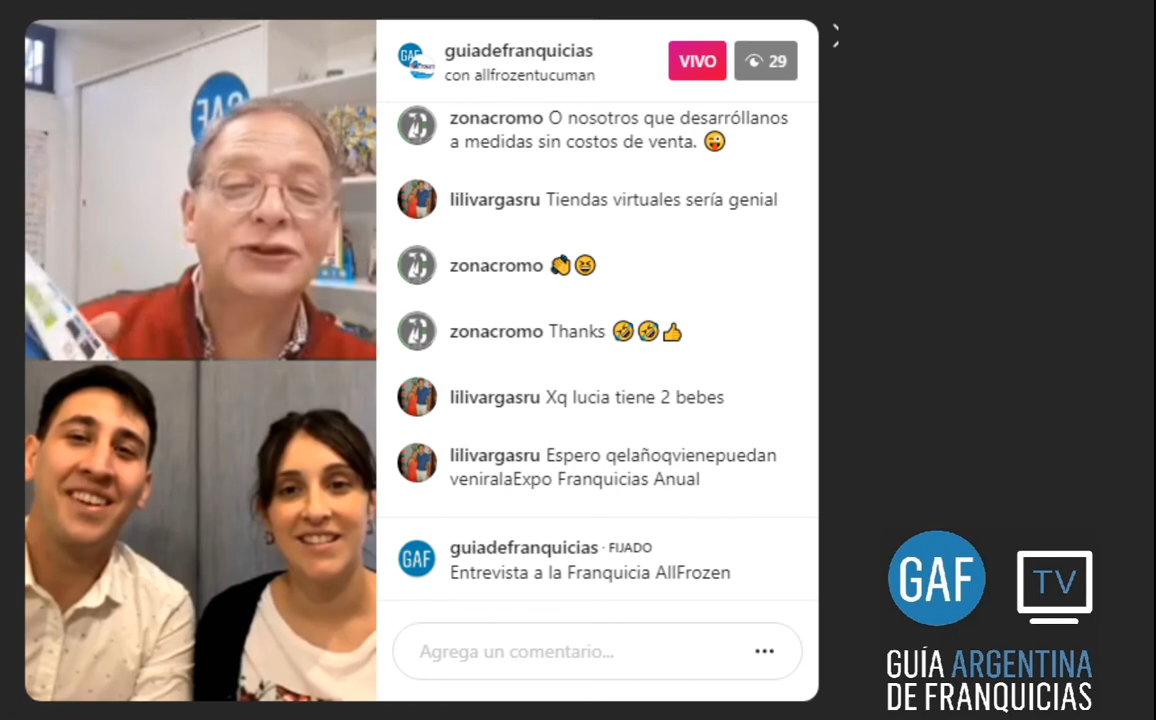 GAF
guiadefranquicias
con allfrozentucuman
VIVO
29
zonacromo O nosotros que desarróllanos
a medidas sin costos de venta. 😜
lilivargasru Tiendas virtuales sería genial
zonacromo 👏😆
zonacromo Thanks 🤣🤣👍
lilivargasru Xq lucia tiene 2 bebes
lilivargasru Espero qelañoqvienepuedan
veniralaExpo Franquicias Anual
GAF
guiadefranquicias · FIJADO
Entrevista a la Franquicia AllFrozen
Agrega un comentario...
GAF
GAF TV
GUÍA ARGENTINA
DE FRANQUICIAS